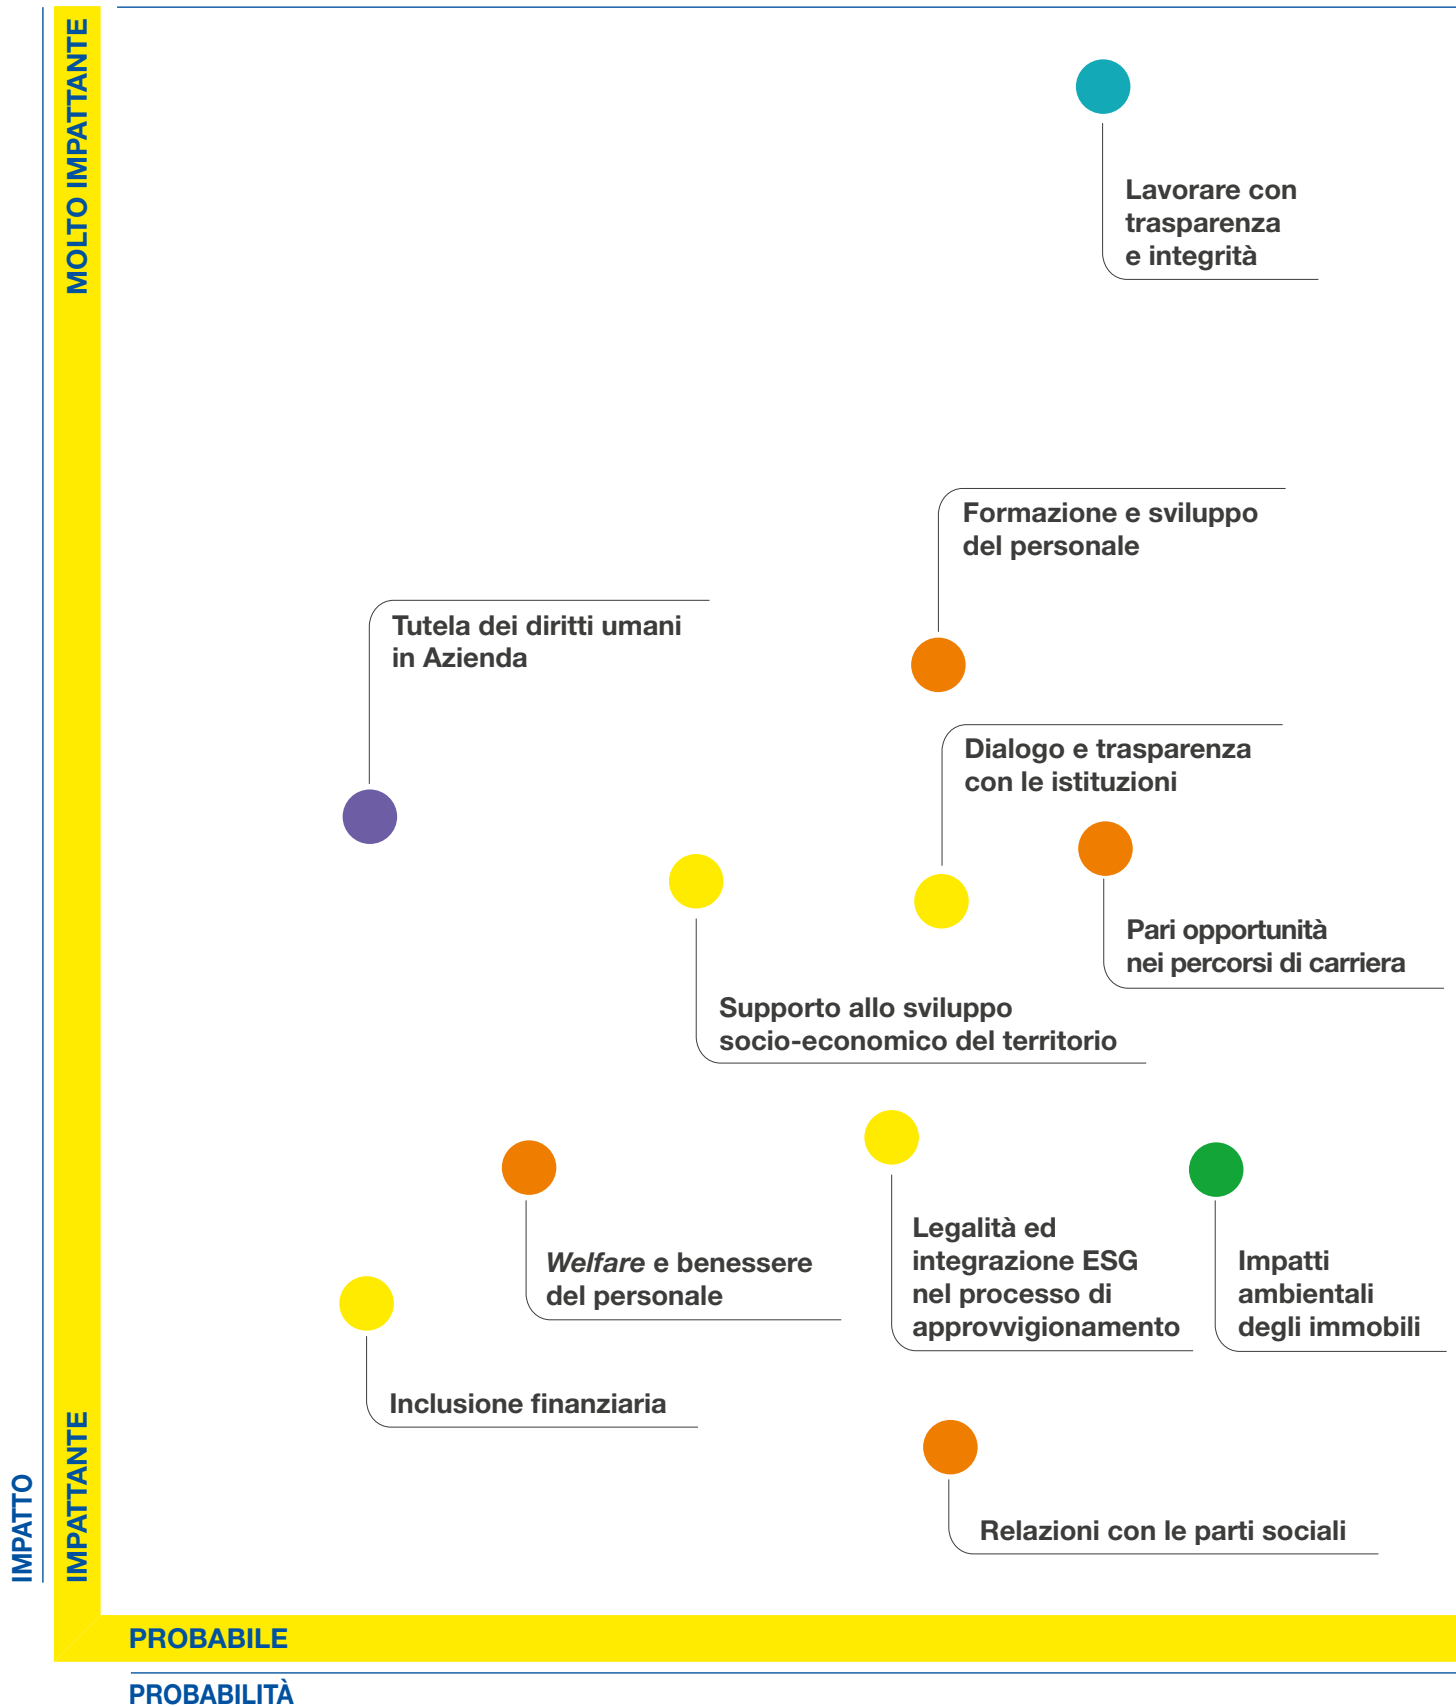 MOLTO IMPATTANTE
Lavorare con
trasparenza
e integrità
Formazione e sviluppo
del personale
Tutela dei diritti umani
in Azienda
Dialogo e trasparenza
con le istituzioni
Pari opportunità
nei percorsi di carriera
Supporto allo sviluppo
socio-economico del territorio
Welfare e benessere
del personale
Legalità ed
integrazione ESG
nel processo di
approvvigionamento
Impatti
ambientali
degli immobili
Inclusione finanziaria
Relazioni con le parti sociali
IMPATTANTE
IMPATTO
PROBABILE
PROBABILITÀ